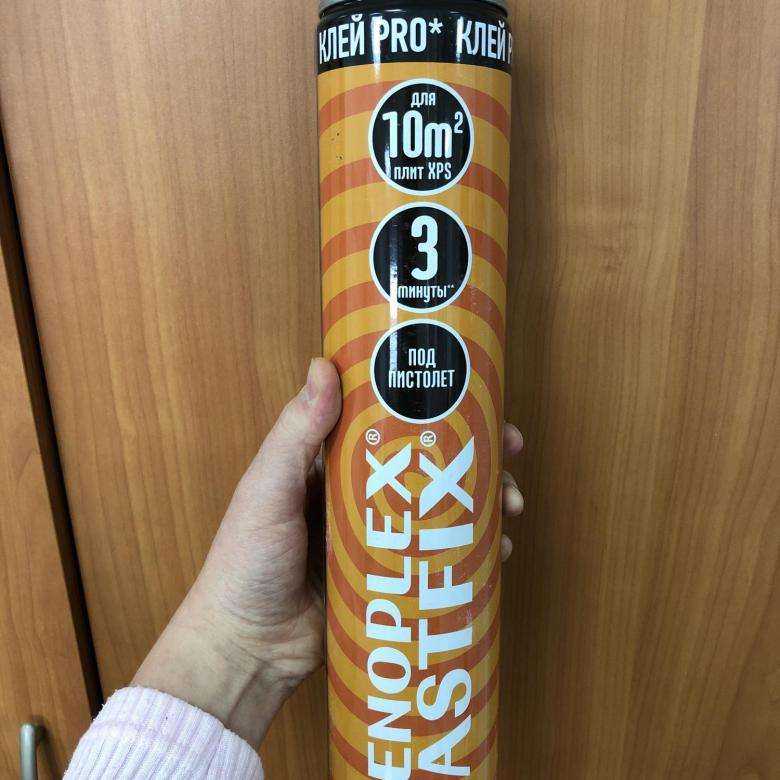 КЛЕЙ PRO* КЛЕЙ P
для
10m²
плит XPS
3
минуты**
ПОД
ПИСТОЛЕТ
ENOPLEX®
ASTFIX®